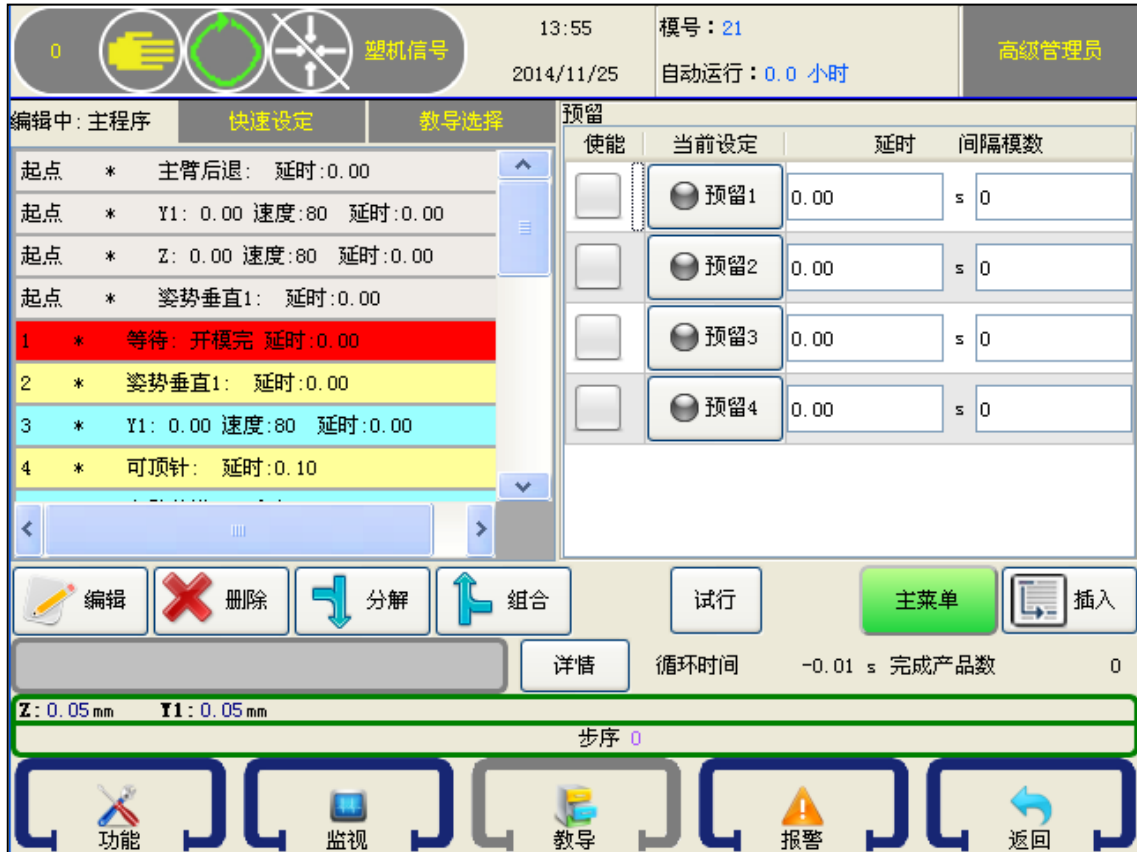 0 塑机信号 13:55 模号：21 高级管理员
2014/11/25 自动运行：0.0 小时
编辑中:主程序 快速设定 教导选择 预留
使能 当前设定 延时 间隔模数
起点 * 主臂后退: 延时:0.00
起点 * Y1: 0.00 速度:80 延时:0.00
起点 * Z: 0.00 速度:80 延时:0.00
起点 * 姿势垂直1: 延时:0.00
1 * 等待: 开模完 延时:0.00
2 * 姿势垂直1: 延时:0.00
3 * Y1: 0.00 速度:80 延时:0.00
4 * 可顶针: 延时:0.10
预留1 0.00 s 0
预留2 0.00 s 0
预留3 0.00 s 0
预留4 0.00 s 0
编辑 删除 分解 组合 试行 主菜单 插入
详情 循环时间 -0.01 s 完成产品数 0
Z:0.05mm Y1:0.05mm
步序 0
功能 监视 教导 报警 返回